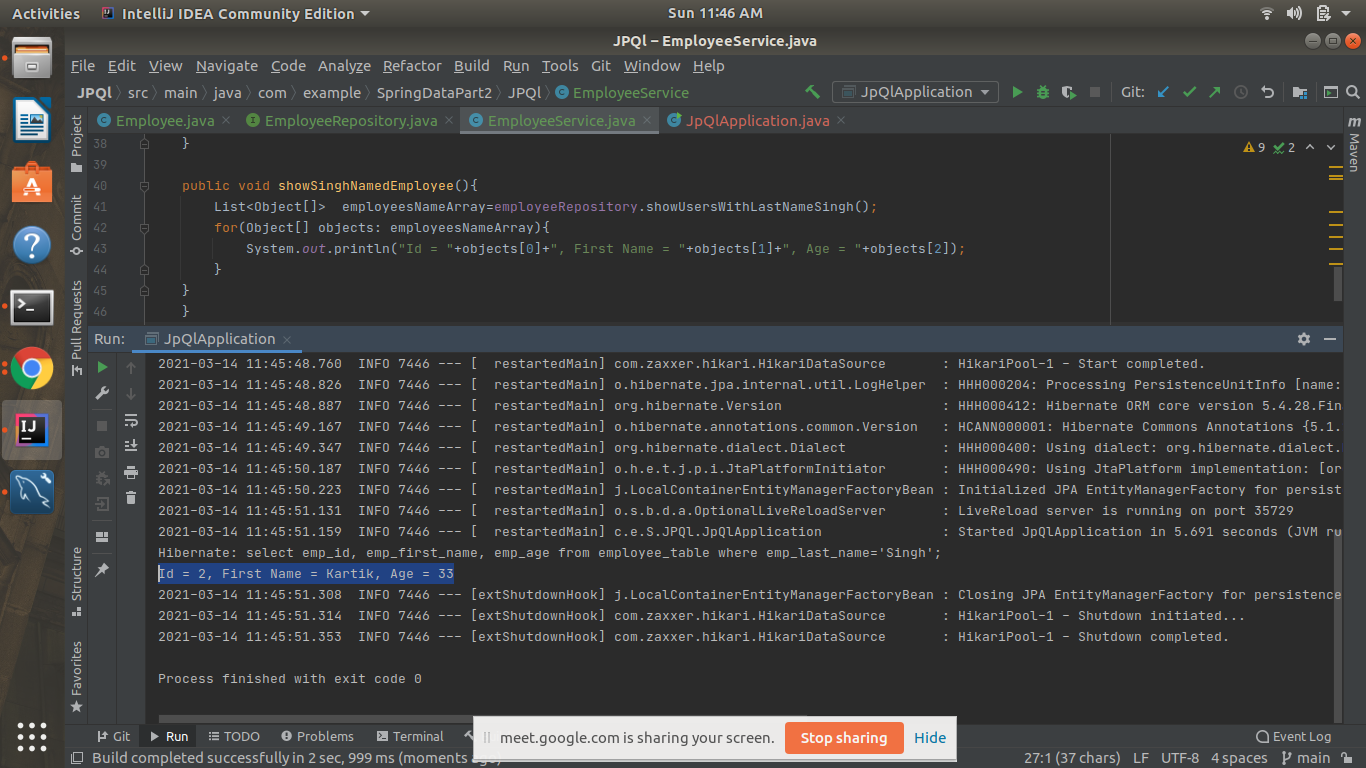 Activities IntelliJ IDEA Community Edition Sun 11:46 AM
JPQl – EmployeeService.java
File Edit View Navigate Code Analyze Refactor Build Run Tools Git Window Help
JPQl src main java com example SpringDataPart2 JPQl EmployeeService JpQlApplication Git:
Employee.java EmployeeRepository.java EmployeeService.java JpQlApplication.java
Project
Commit
Pull Requests
Structure
Favorites
Maven
9 2
38 }
39
40 public void showSinghNamedEmployee(){
41 List<Object[]> employeesNameArray=employeeRepository.showUsersWithLastNameSingh();
42 for(Object[] objects: employeesNameArray){
43 System.out.println("Id = "+objects[0]+", First Name = "+objects[1]+", Age = "+objects[2]);
44 }
45 }
46 }
Run: JpQlApplication
2021-03-14 11:45:48.760 INFO 7446 --- [ restartedMain] com.zaxxer.hikari.HikariDataSource : HikariPool-1 - Start completed.
2021-03-14 11:45:48.826 INFO 7446 --- [ restartedMain] o.hibernate.jpa.internal.util.LogHelper : HHH000204: Processing PersistenceUnitInfo [name:
2021-03-14 11:45:48.887 INFO 7446 --- [ restartedMain] org.hibernate.Version : HHH000412: Hibernate ORM core version 5.4.28.Fin
2021-03-14 11:45:49.167 INFO 7446 --- [ restartedMain] o.hibernate.annotations.common.Version : HCANN000001: Hibernate Commons Annotations {5.1.
2021-03-14 11:45:49.347 INFO 7446 --- [ restartedMain] org.hibernate.dialect.Dialect : HHH000400: Using dialect: org.hibernate.dialect.
2021-03-14 11:45:50.187 INFO 7446 --- [ restartedMain] o.h.e.t.j.p.i.JtaPlatformInitiator : HHH000490: Using JtaPlatform implementation: [or
2021-03-14 11:45:50.223 INFO 7446 --- [ restartedMain] j.LocalContainerEntityManagerFactoryBean : Initialized JPA EntityManagerFactory for persist
2021-03-14 11:45:51.131 INFO 7446 --- [ restartedMain] o.s.b.d.a.OptionalLiveReloadServer : LiveReload server is running on port 35729
2021-03-14 11:45:51.159 INFO 7446 --- [ restartedMain] c.e.S.JPQl.JpQlApplication : Started JpQlApplication in 5.691 seconds (JVM ru
Hibernate: select emp_id, emp_first_name, emp_age from employee_table where emp_last_name='Singh';
Id = 2, First Name = Kartik, Age = 33
2021-03-14 11:45:51.308 INFO 7446 --- [extShutdownHook] j.LocalContainerEntityManagerFactoryBean : Closing JPA EntityManagerFactory for persistence
2021-03-14 11:45:51.314 INFO 7446 --- [extShutdownHook] com.zaxxer.hikari.HikariDataSource : HikariPool-1 - Shutdown initiated...
2021-03-14 11:45:51.353 INFO 7446 --- [extShutdownHook] com.zaxxer.hikari.HikariDataSource : HikariPool-1 - Shutdown completed.
Process finished with exit code 0
Git Run TODO Problems Terminal Event Log
meet.google.com is sharing your screen. Stop sharing Hide
Build completed successfully in 2 sec, 999 ms (moments ago) 27:1 (37 chars) LF UTF-8 4 spaces main